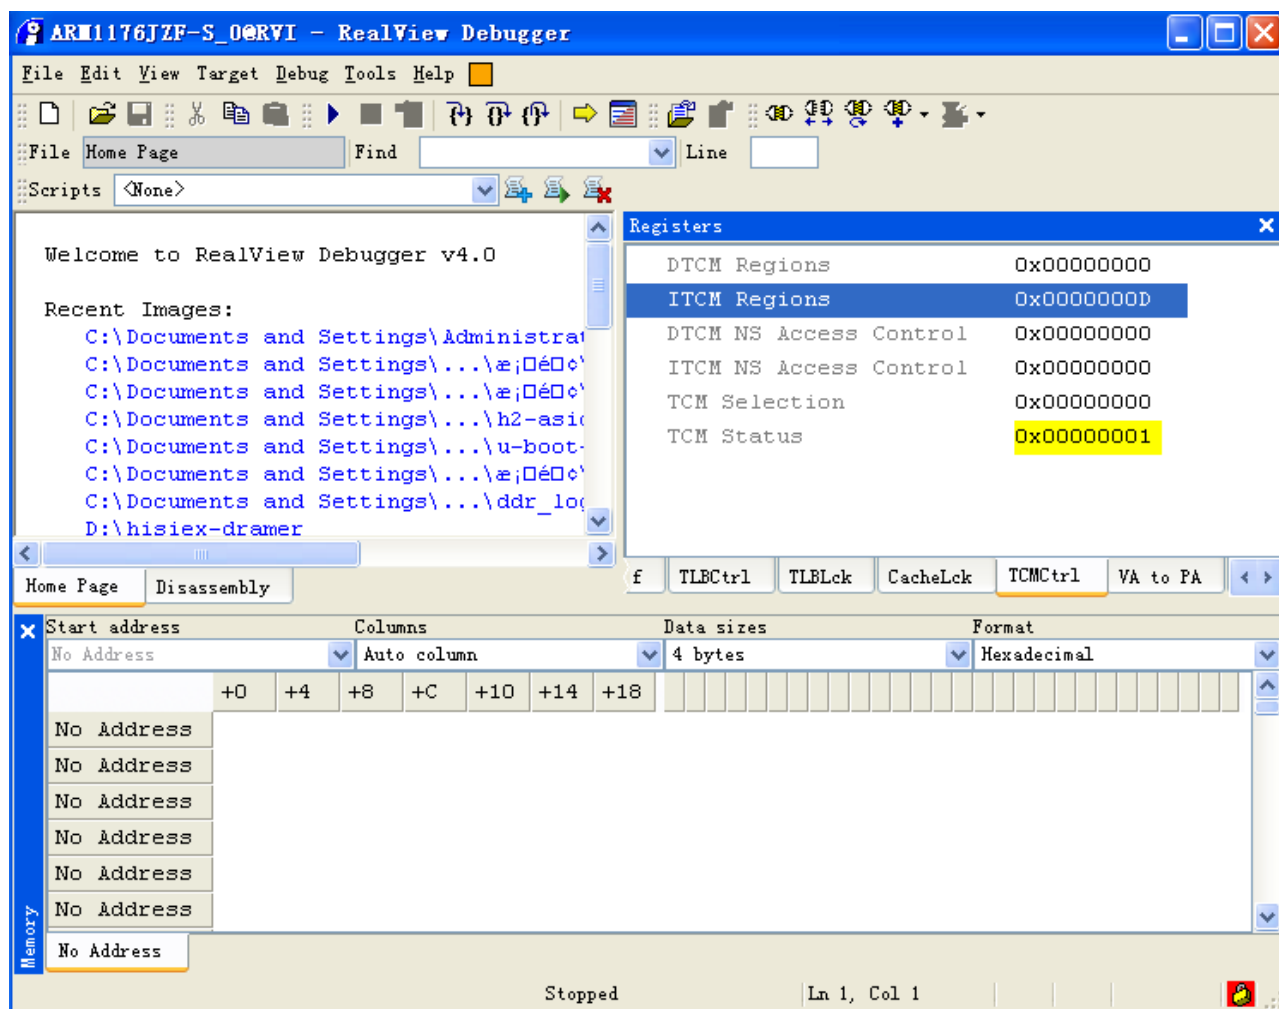 ARM1176JZF-S_0@RVI - RealView Debugger
File Edit View Target Debug Tools Help
File Home Page Find Line
Scripts <None>
Welcome to RealView Debugger v4.0
Recent Images:
C:\Documents and Settings\Administrat
C:\Documents and Settings\...\æ¡□é□¢\
C:\Documents and Settings\...\æ¡□é□¢\
C:\Documents and Settings\...\h2-asic
C:\Documents and Settings\...\u-boot-
C:\Documents and Settings\...\æ¡□é□¢\
C:\Documents and Settings\...\ddr_log
D:\hisiex-dramer
Home Page Disassembly
Registers
DTCM Regions 0x00000000
ITCM Regions 0x0000000D
DTCM NS Access Control 0x00000000
ITCM NS Access Control 0x00000000
TCM Selection 0x00000000
TCM Status 0x00000001
f TLBCtrl TLBLck CacheLck TCMCtrl VA to PA
Start address Columns Data sizes Format
No Address Auto column 4 bytes Hexadecimal
+0 +4 +8 +C +10 +14 +18
No Address
No Address
No Address
No Address
No Address
No Address
Memory
No Address
Stopped Ln 1, Col 1